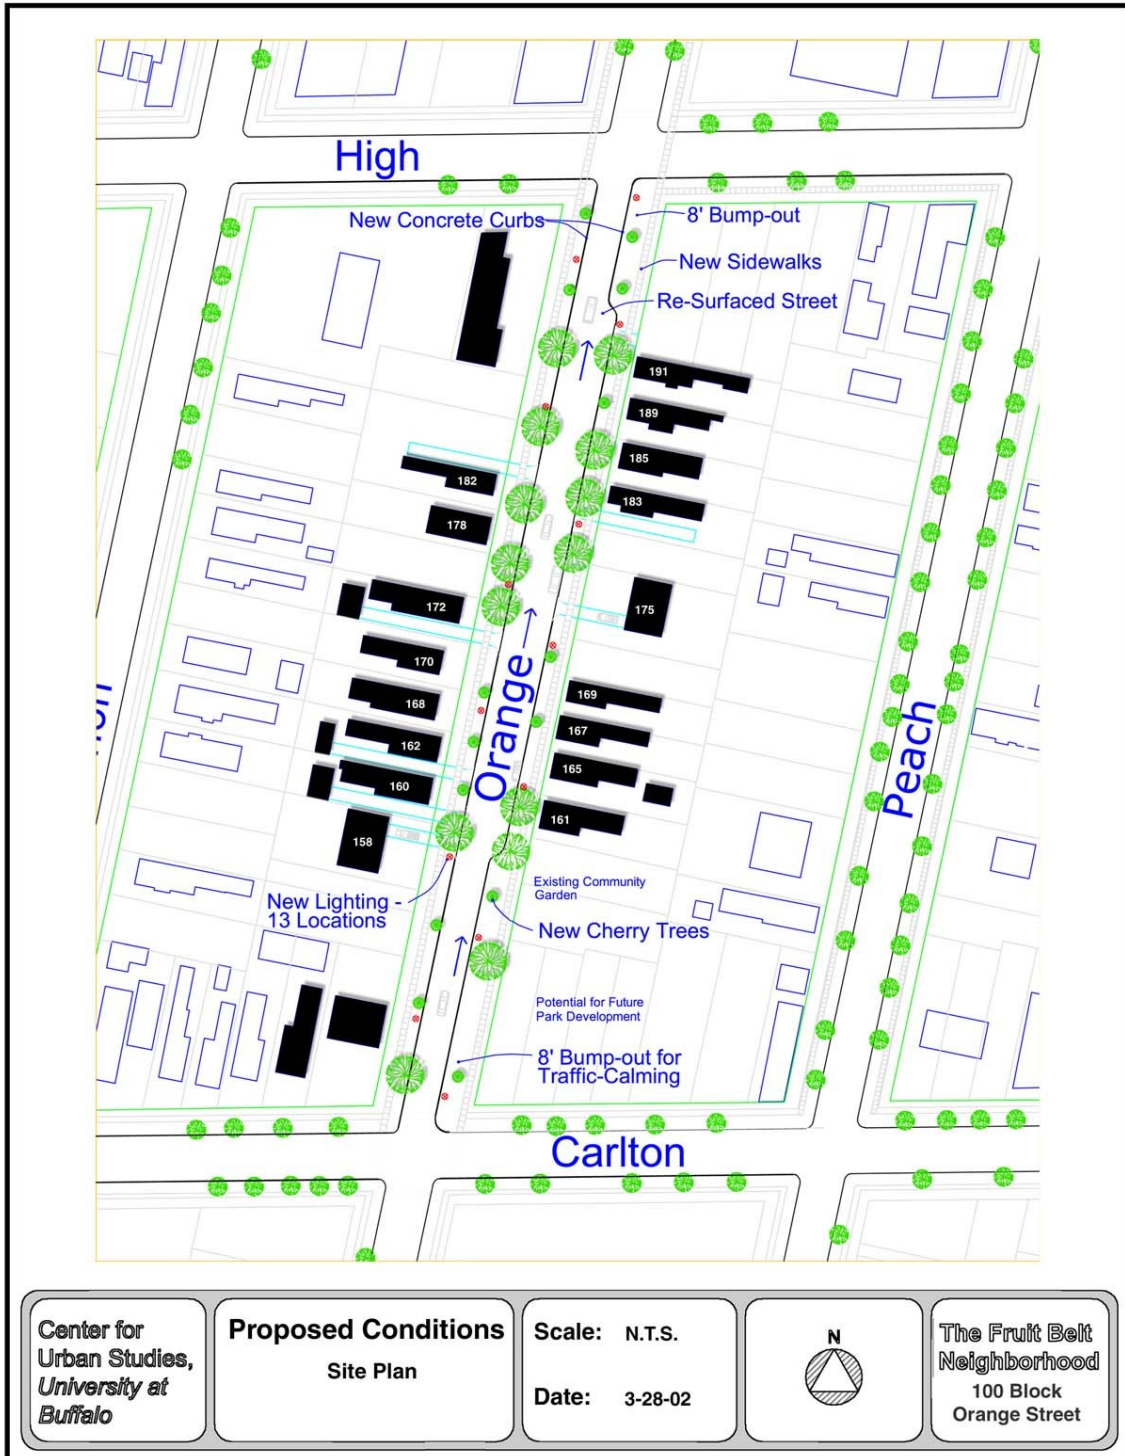 High
New Concrete Curbs
8' Bump-out
New Sidewalks
Re-Surfaced Street
191
189
185
182
183
178
172
175
170
169
168
167
162
165
160
161
158
Orange
Peach
New Lighting -
13 Locations
Existing Community
Garden
New Cherry Trees
Potential for Future
Park Development
8' Bump-out for
Traffic-Calming
Carlton
Center for
Urban Studies,
University at
Buffalo
Proposed Conditions
Site Plan
Scale: N.T.S.
Date: 3-28-02
N
The Fruit Belt
Neighborhood
100 Block
Orange Street